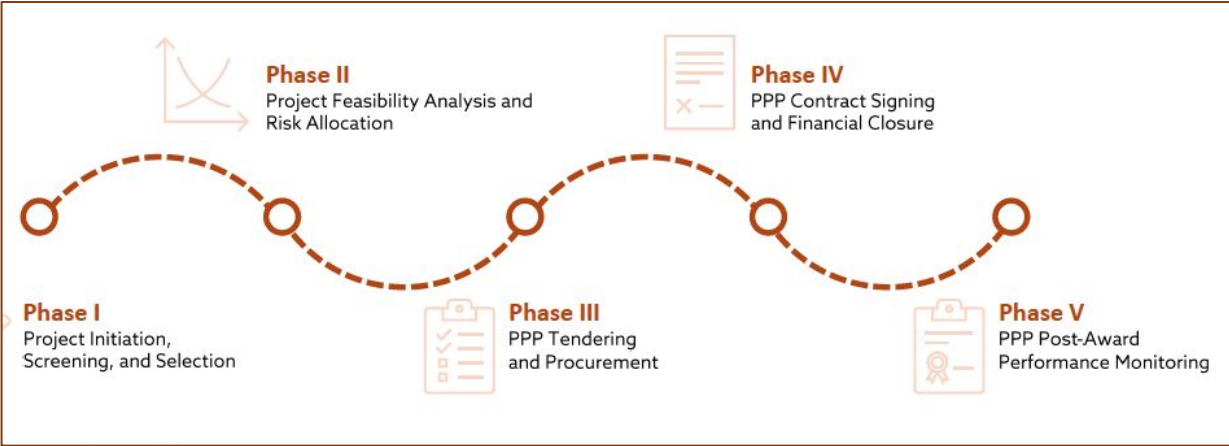 Phase I
Project Initiation,
Screening, and Selection
Phase II
Project Feasibility Analysis and
Risk Allocation
Phase III
PPP Tendering
and Procurement
Phase IV
PPP Contract Signing
and Financial Closure
Phase V
PPP Post-Award
Performance Monitoring